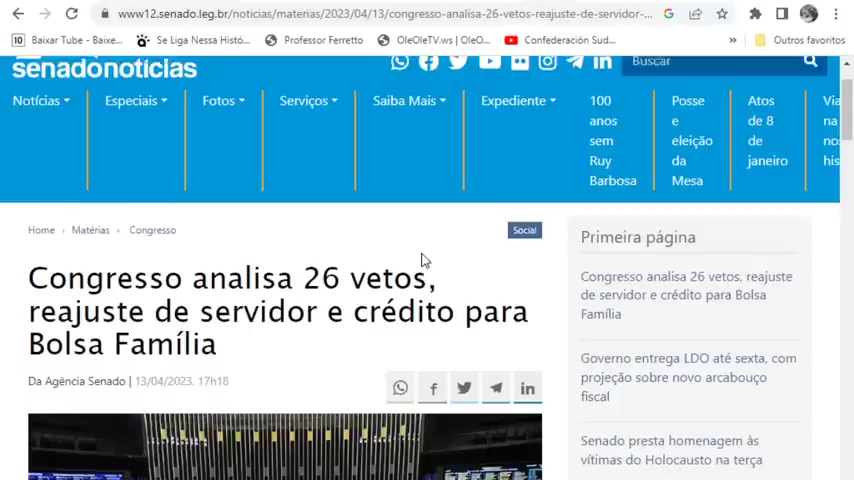 www12.senado.leg.br/noticias/materias/2023/04/13/congresso-analisa-26-vetos-reajuste-de-servidor-...
Baixar Tube - Baixe...
Se Liga Nessa Histó...
Professor Ferretto
OleOleTV.ws | OleO...
Confederación Sud...
»
Outros favoritos
senadonotícias
Buscar
Notícias
Especiais
Fotos
Serviços
Saiba Mais
Expediente
100
anos
sem
Ruy
Barbosa
Posse
e
eleição
da
Mesa
Atos
de 8
de
janeiro
na
Home › Matérias › Congresso
Social
Congresso analisa 26 vetos,
reajuste de servidor e crédito para
Bolsa Família
Da Agência Senado | 13/04/2023, 17h18
Primeira página
Congresso analisa 26 vetos, reajuste
de servidor e crédito para Bolsa
Família
Governo entrega LDO até sexta, com
projeção sobre novo arcabouço
fiscal
Senado presta homenagem às
vítimas do Holocausto na terça